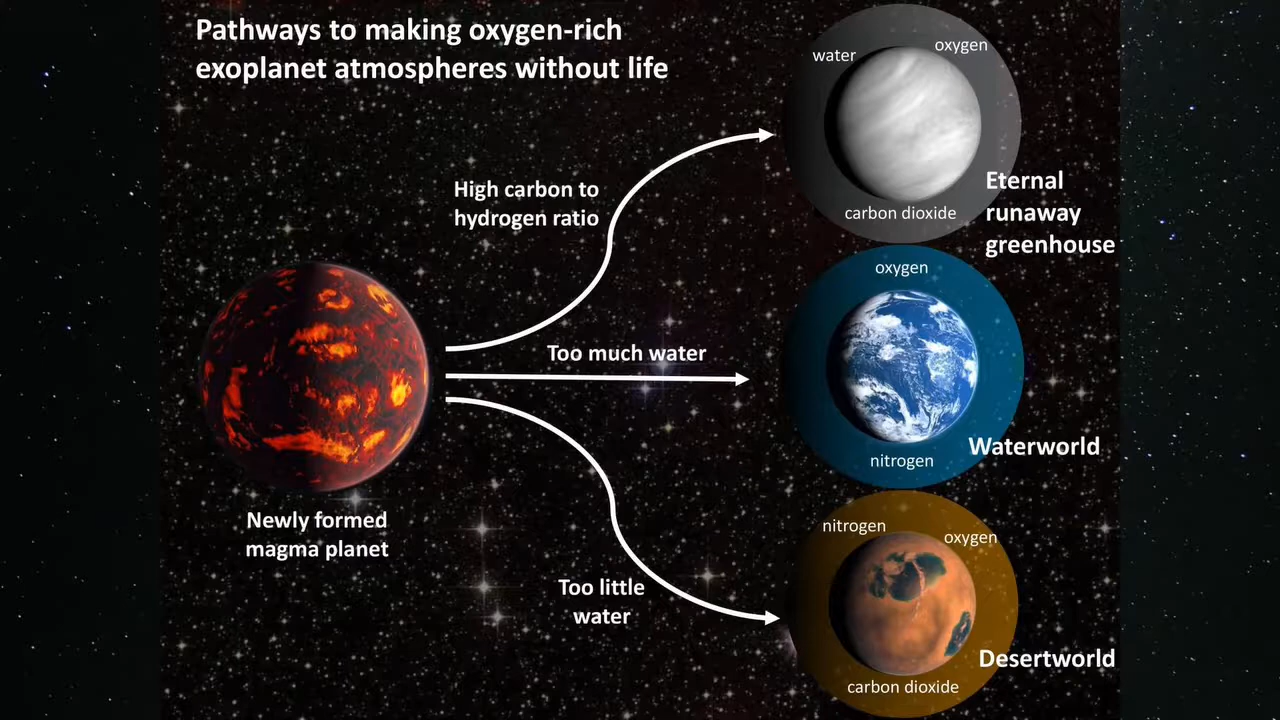 Pathways to making oxygen-rich
exoplanet atmospheres without life
water
oxygen
carbon dioxide
Eternal
runaway
greenhouse
High carbon to
hydrogen ratio
oxygen
nitrogen
Waterworld
Too much water
Newly formed
magma planet
Too little
water
nitrogen
oxygen
carbon dioxide
Desertworld